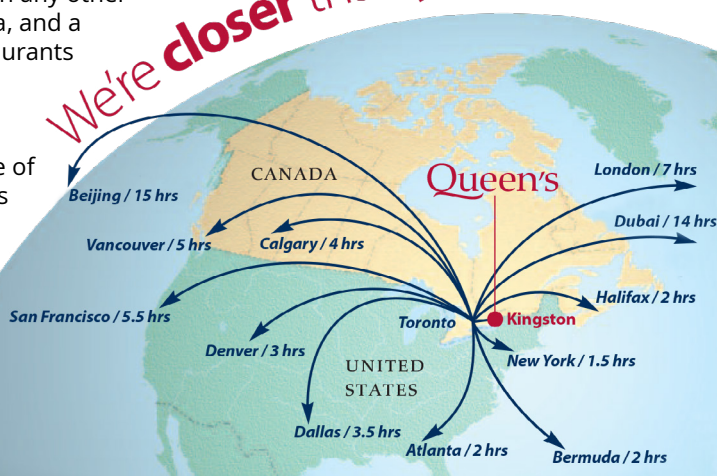 any other
a, and a
urants
e of
s
We're closer
CANADA
Queen's
London / 7 hrs
Beijing / 15 hrs
Dubai / 14 hrs
Vancouver / 5 hrs
Calgary / 4 hrs
Halifax / 2 hrs
San Francisco / 5.5 hrs
Toronto
Kingston
Denver / 3 hrs
New York / 1.5 hrs
UNITED
STATES
Dallas / 3.5 hrs
Atlanta / 2 hrs
Bermuda / 2 hrs